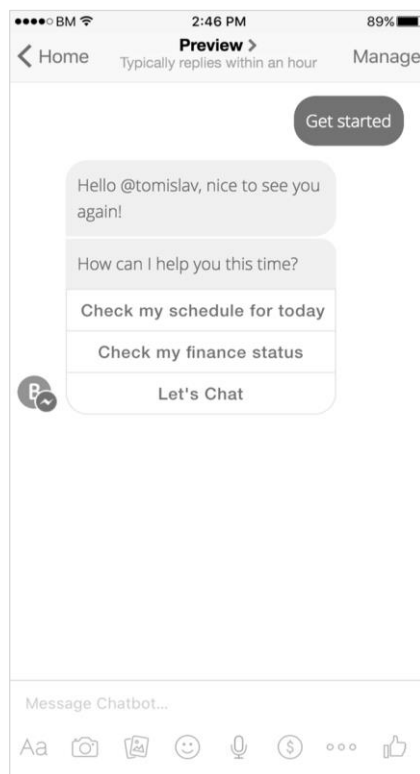 BM 2:46 PM 89%
Home Preview > Manage
Typically replies within an hour
Get started
Hello @tomislav, nice to see you
again!
How can I help you this time?
Check my schedule for today
Check my finance status
Let's Chat
B
Message Chatbot...
Aa $